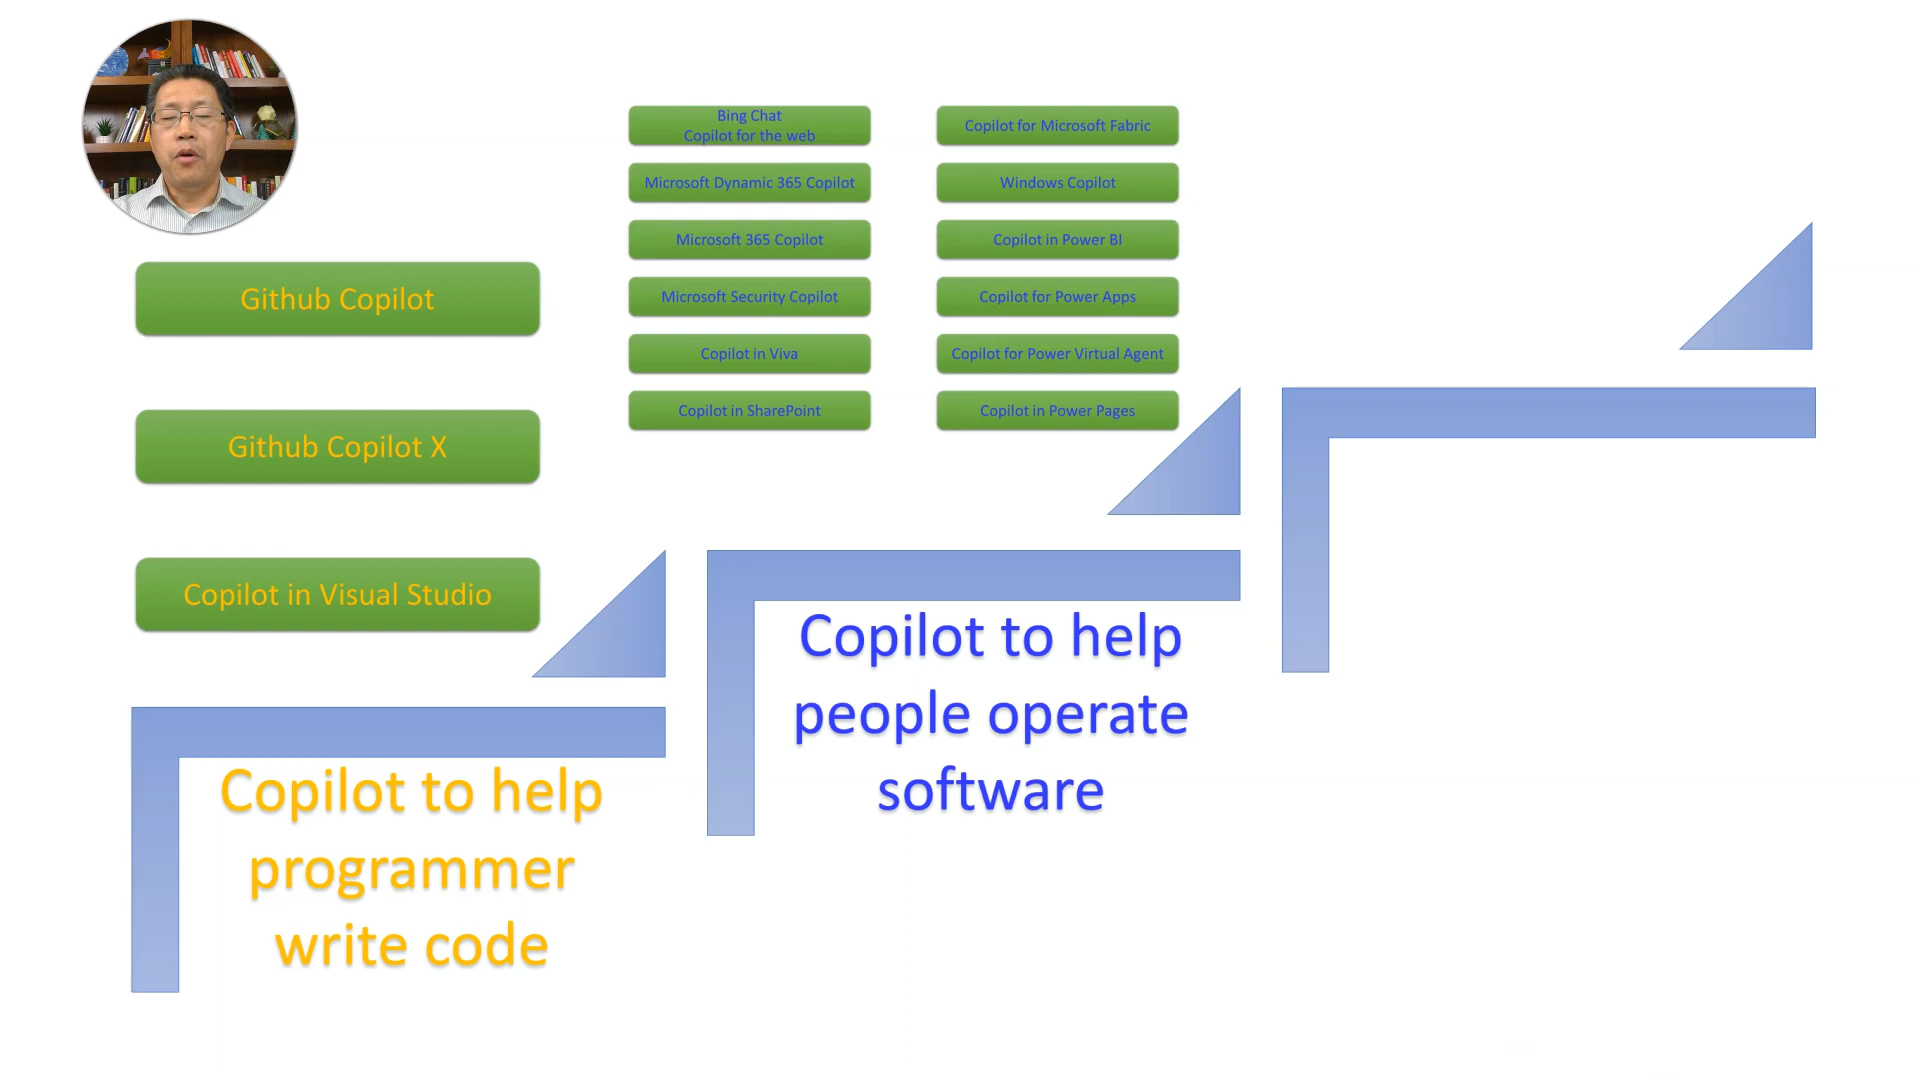 Github Copilot
Github Copilot X
Copilot in Visual Studio
Copilot to help
programmer
write code
Bing Chat
Copilot for the web
Microsoft Dynamic 365 Copilot
Microsoft 365 Copilot
Microsoft Security Copilot
Copilot in Viva
Copilot in SharePoint
Copilot for Microsoft Fabric
Windows Copilot
Copilot in Power BI
Copilot for Power Apps
Copilot for Power Virtual Agent
Copilot in Power Pages
Copilot to help
people operate
software